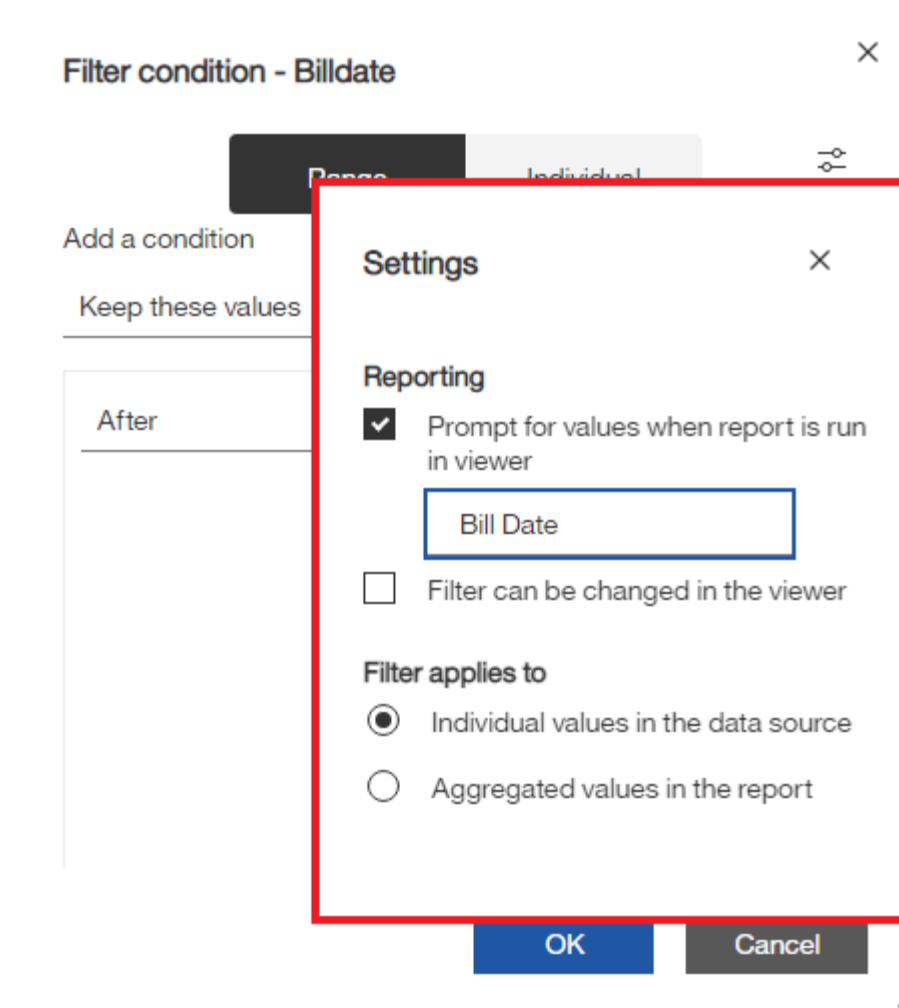 Filter condition - Billdate
Range Individual
Add a condition
Keep these values
After
Settings
Reporting
Prompt for values when report is run
in viewer
Bill Date
Filter can be changed in the viewer
Filter applies to
Individual values in the data source
Aggregated values in the report
OK Cancel